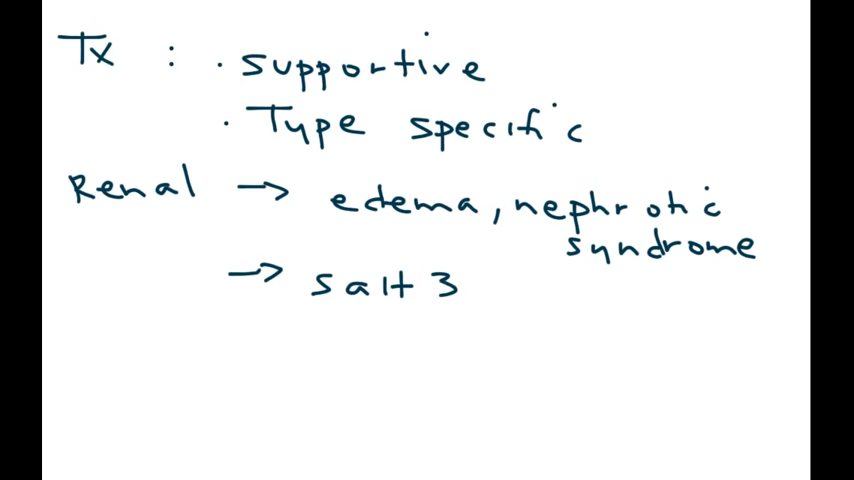 Tx : . supportive
. Type specific
Renal → edema, nephrotic
syndrome
→ salt 3